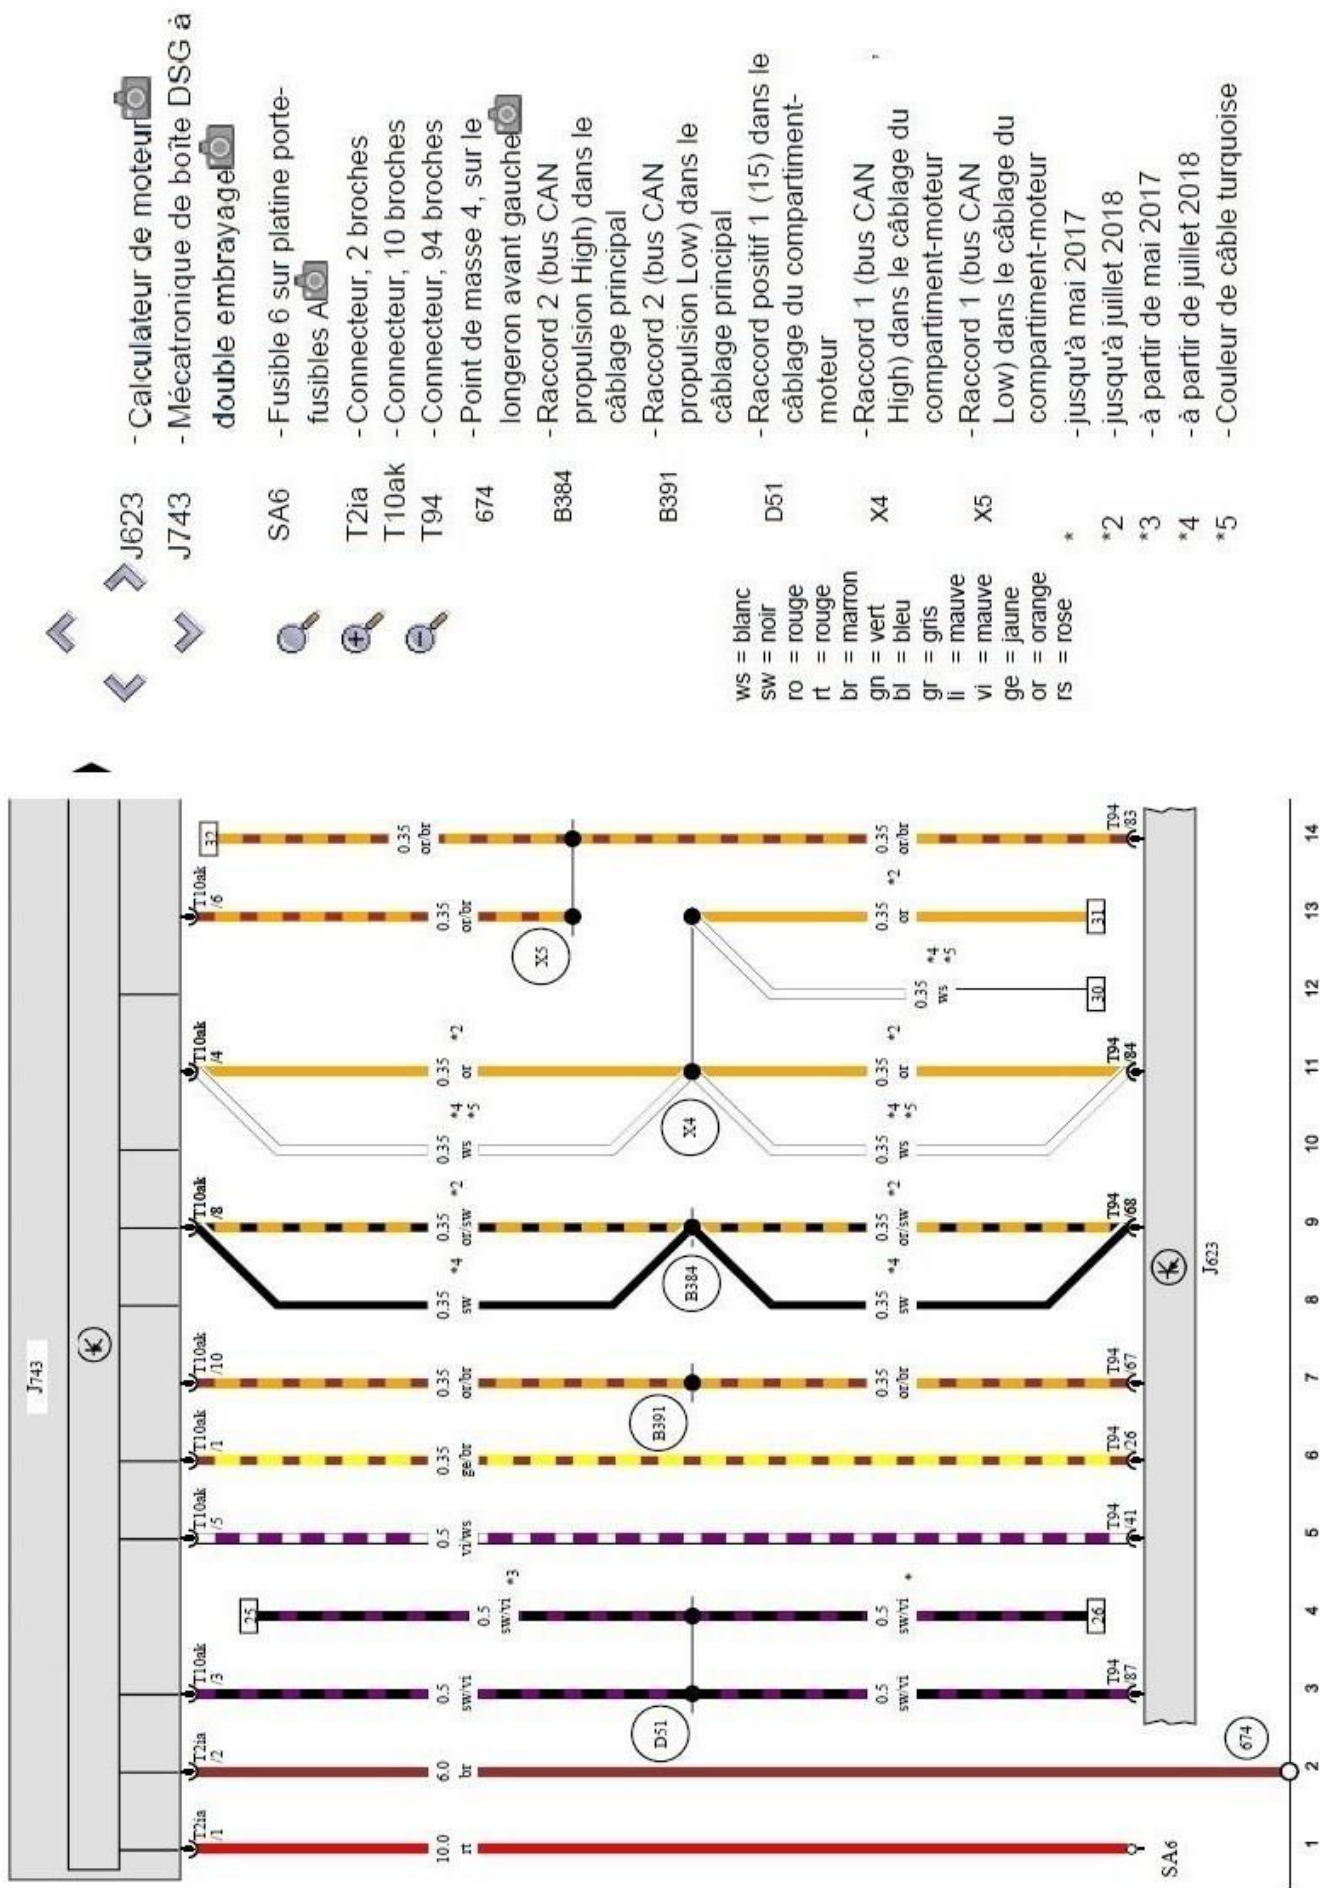 J743
T2ia
/1
T2ia
/2
T10ak
/3
T10ak
/5
T10ak
/1
T10ak
/10
T10ak
/8
T10ak
/4
T10ak
/6
25
32
10.0
rt
6.0
br
0.5
sw/vi
0.5
sw/vi
*3
0.5
vi/ws
0.35
ge/br
0.35
or/br
0.35
sw
*4
0.35
or/sw
*2
0.35
ws
*4
*5
0.35
or
*2
0.35
or/br
0.35
or/br
D51
B391
B384
X4
X5
0.5
sw/vi
0.5
sw/vi
*
0.35
or/br
0.35
sw
*4
0.35
or/sw
*2
0.35
ws
*4
*5
0.35
or
*2
0.35
ws
*4
*5
0.35
or
*2
0.35
or/br
26
30
31
T94
/87
T94
/41
T94
/26
T94
/67
T94
/68
T94
/84
T94
/83
SA6
674
J623
1 2 3 4 5 6 7 8 9 10 11 12 13 14
J623 - Calculateur de moteur
J743 - Mécatronique de boîte DSG à
double embrayage
SA6 - Fusible 6 sur platine porte-
fusibles A
T2ia - Connecteur, 2 broches
T10ak - Connecteur, 10 broches
T94 - Connecteur, 94 broches
674 - Point de masse 4, sur le
longeron avant gauche
B384 - Raccord 2 (bus CAN
propulsion High) dans le
câblage principal
B391 - Raccord 2 (bus CAN
propulsion Low) dans le
câblage principal
D51 - Raccord positif 1 (15) dans le
câblage du compartiment-
moteur
X4 - Raccord 1 (bus CAN ,
High) dans le câblage du
compartiment-moteur
X5 - Raccord 1 (bus CAN
Low) dans le câblage du
compartiment-moteur
* - jusqu'à mai 2017
*2 - jusqu'à juillet 2018
*3 - à partir de mai 2017
*4 - à partir de juillet 2018
*5 - Couleur de câble turquoise
ws = blanc
sw = noir
ro = rouge
rt = rouge
br = marron
gn = vert
bl = bleu
gr = gris
li = mauve
vi = mauve
ge = jaune
or = orange
rs = rose